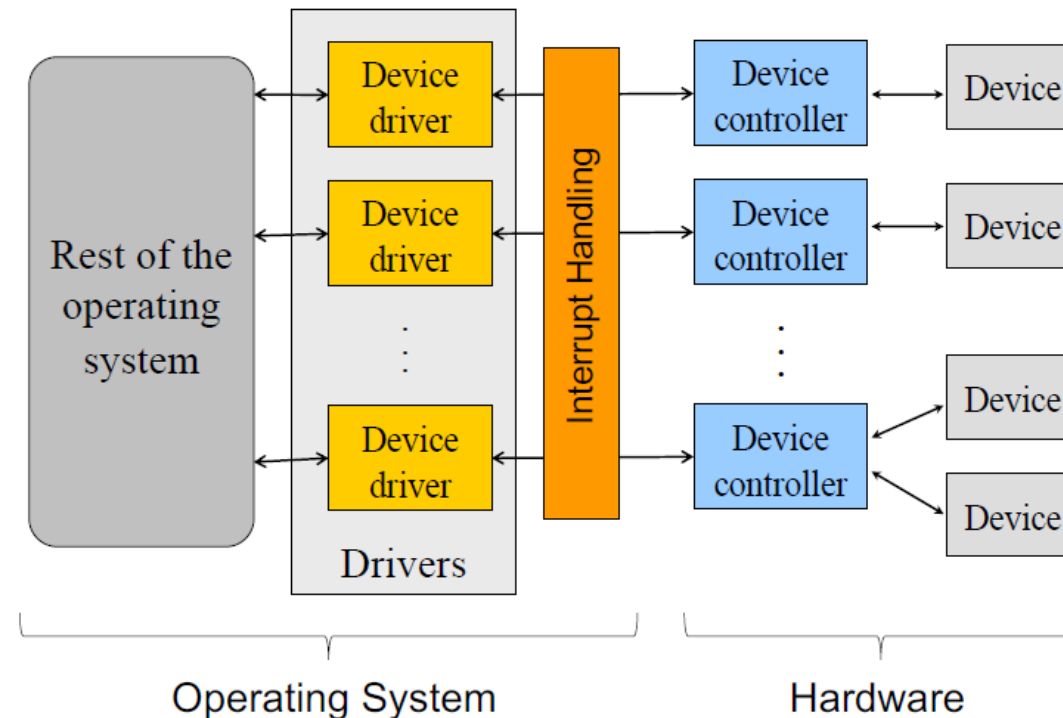 Rest of the
operating
system
Device
driver
Device
driver
Device
driver
Drivers
Interrupt Handling
Device
controller
Device
controller
Device
controller
Device
Device
Device
Device
Operating System
Hardware